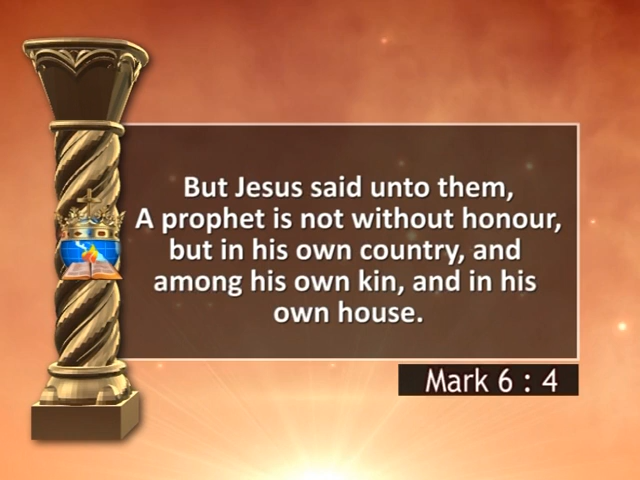 But Jesus said unto them,
A prophet is not without honour,
but in his own country, and
among his own kin, and in his
own house.
Mark 6 : 4